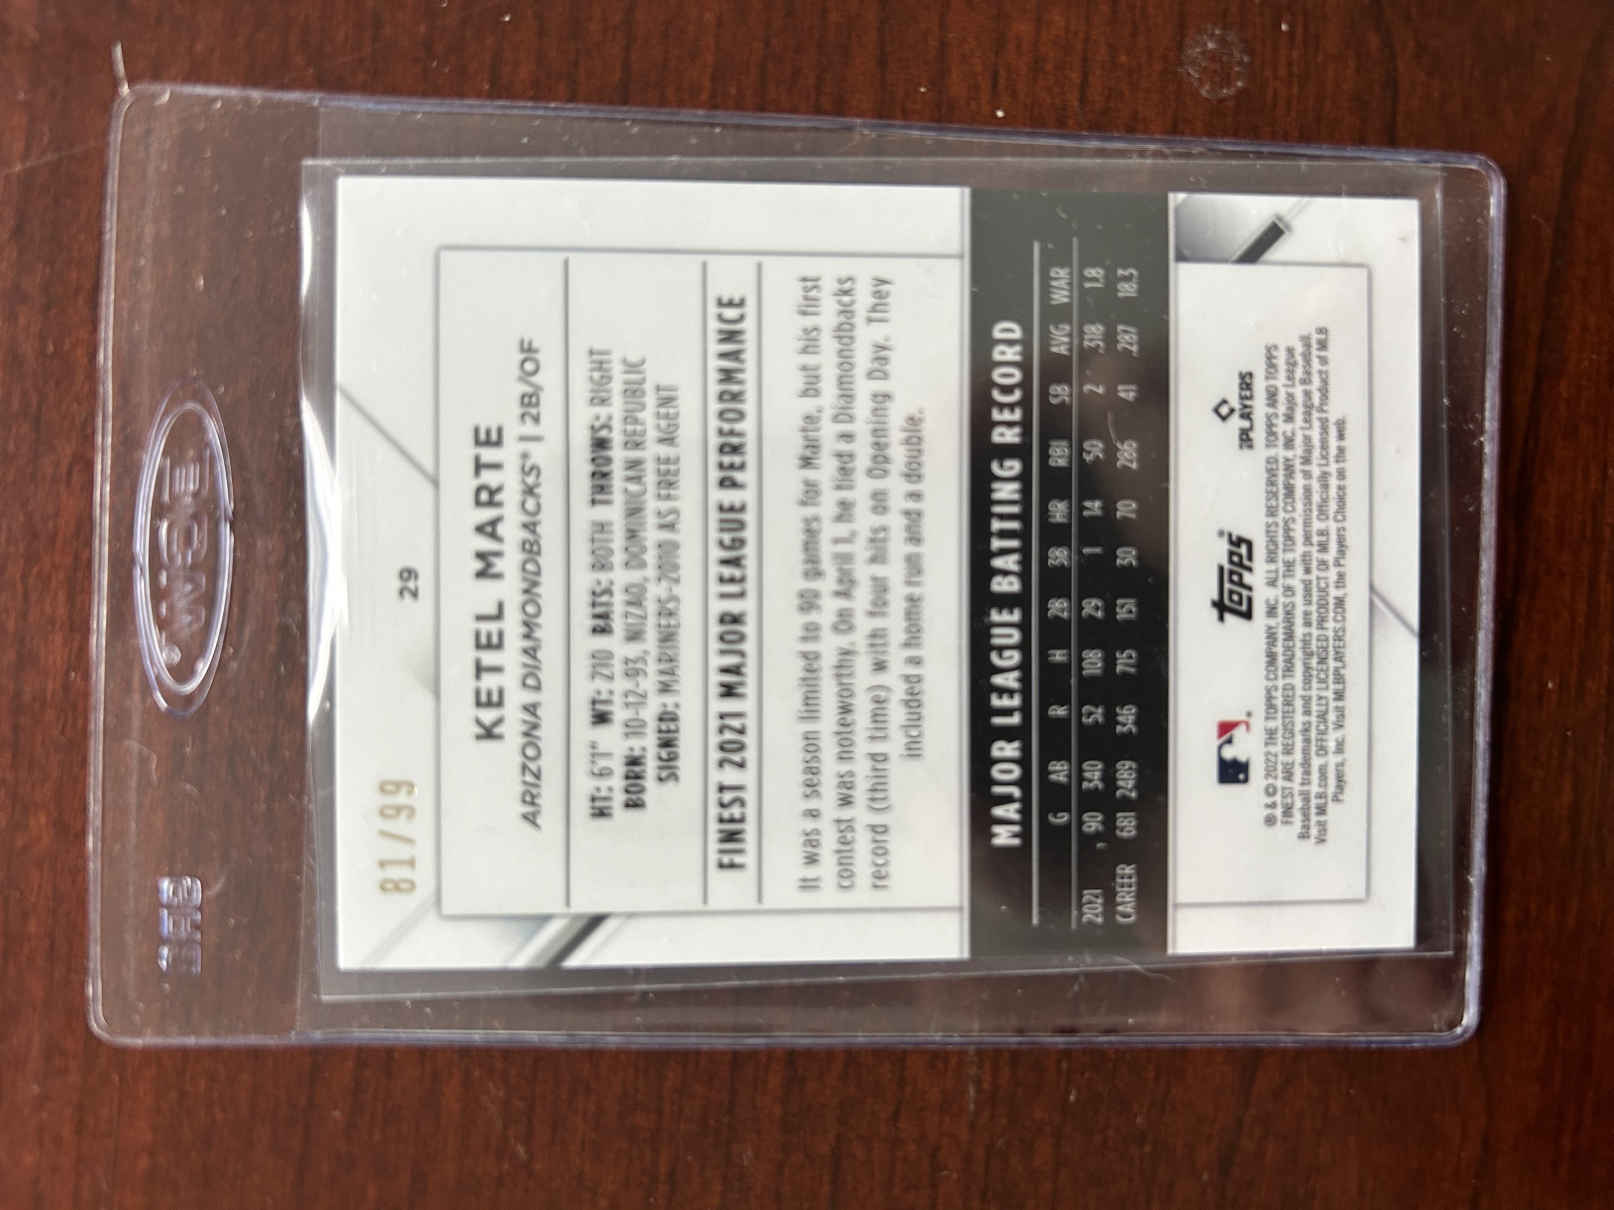 81/99
29
KETEL MARTE
ARIZONA DIAMONDBACKS® | 2B/OF
HT: 6'1" WT: 210 BATS: BOTH THROWS: RIGHT
BORN: 10-12-93, NIZAO, DOMINICAN REPUBLIC
SIGNED: MARINERS-2010 AS FREE AGENT
FINEST 2021 MAJOR LEAGUE PERFORMANCE
It was a season limited to 90 games for Marte, but his first
contest was noteworthy. On April 1, he tied a Diamondbacks
record (third time) with four hits on Opening Day. They
included a home run and a double.
MAJOR LEAGUE BATTING RECORD
G AB R H 2B 3B HR RBI SB AVG WAR
2021 90 340 52 108 29 1 14 50 2 .318 1.8
CAREER 681 2489 346 715 151 30 70 286 41 .287 18.3
topps®
PLAYERS
® & © 2022 THE TOPPS COMPANY, INC. ALL RIGHTS RESERVED. TOPPS AND TOPPS
FINEST ARE REGISTERED TRADEMARKS OF THE TOPPS COMPANY, INC. Major League
Baseball trademarks and copyrights are used with permission of Major League Baseball.
Visit MLB.com. OFFICIALLY LICENSED PRODUCT OF MLB. Officially Licensed Product of MLB
Players, Inc. Visit MLBPLAYERS.COM, the Players Choice on the web.